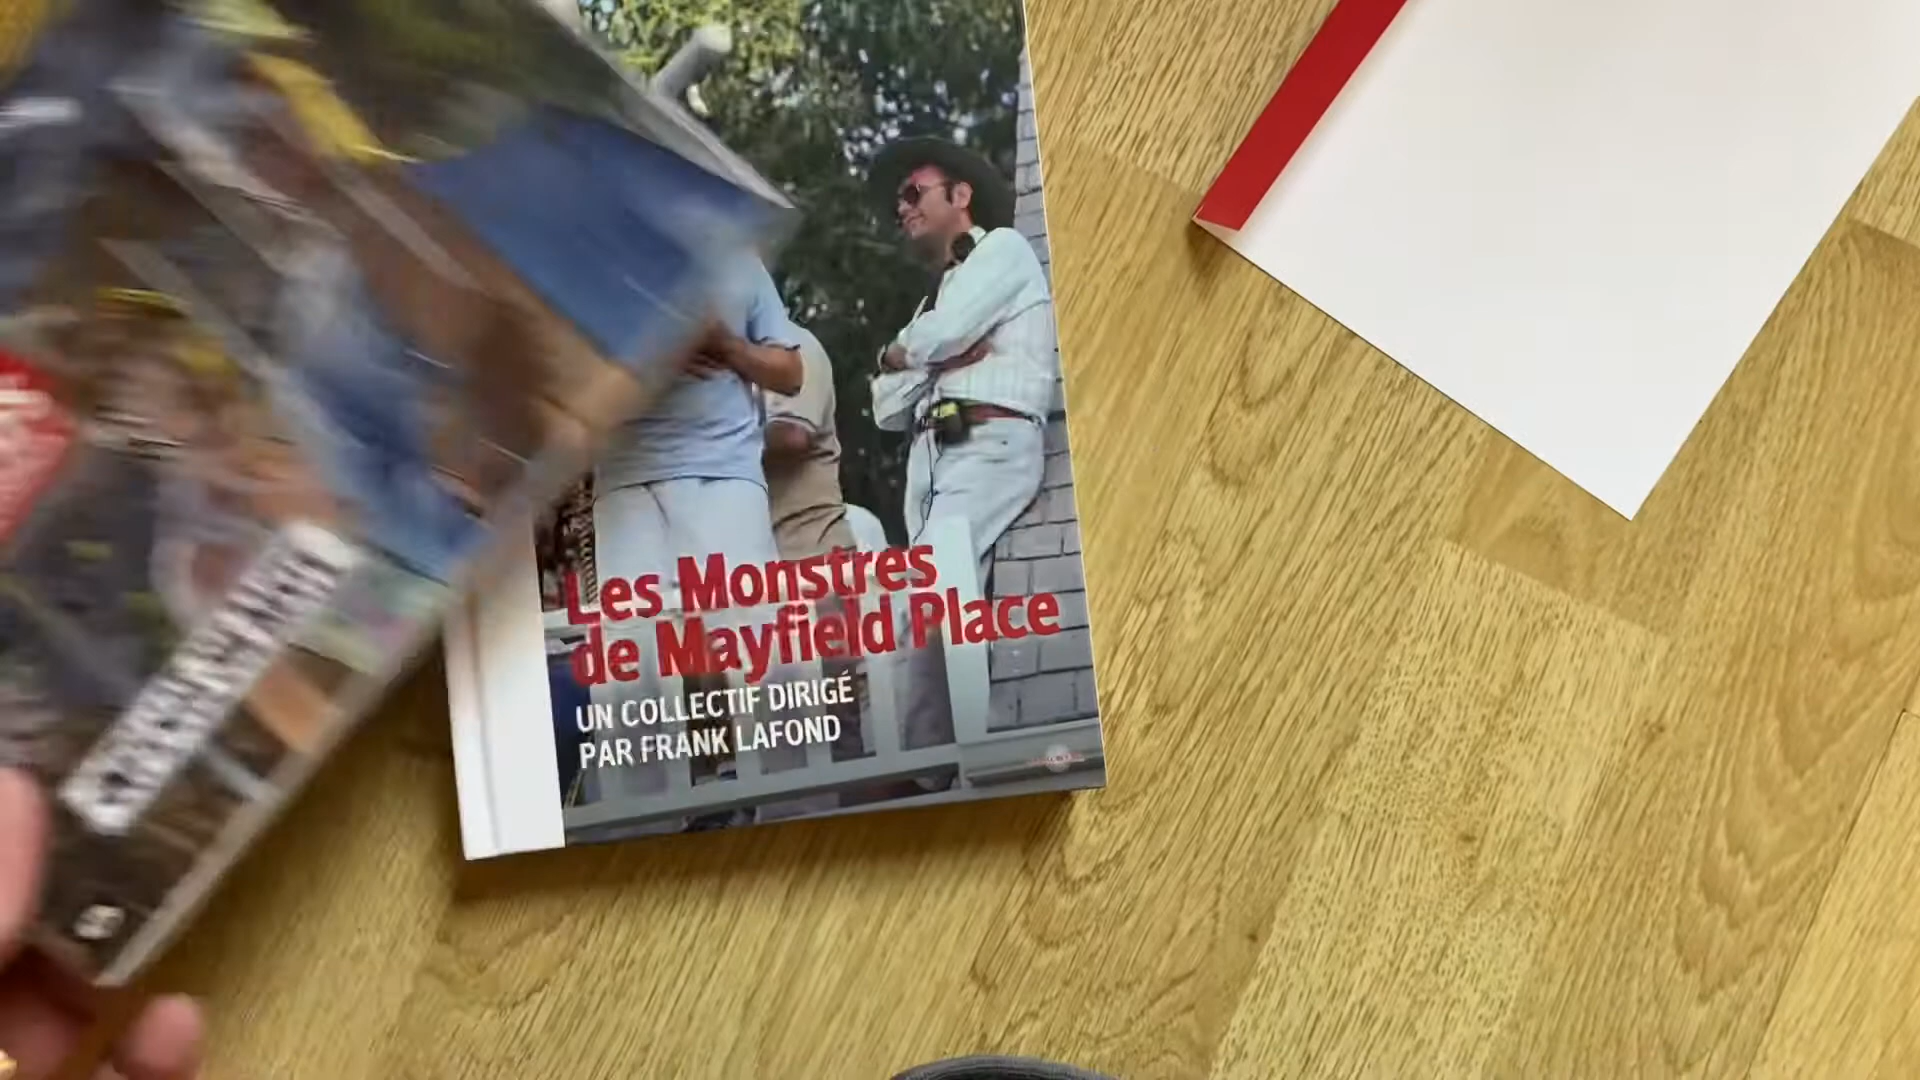 Les Monstres
de Mayfield Place
UN COLLECTIF DIRIGÉ
PAR FRANK LAFOND